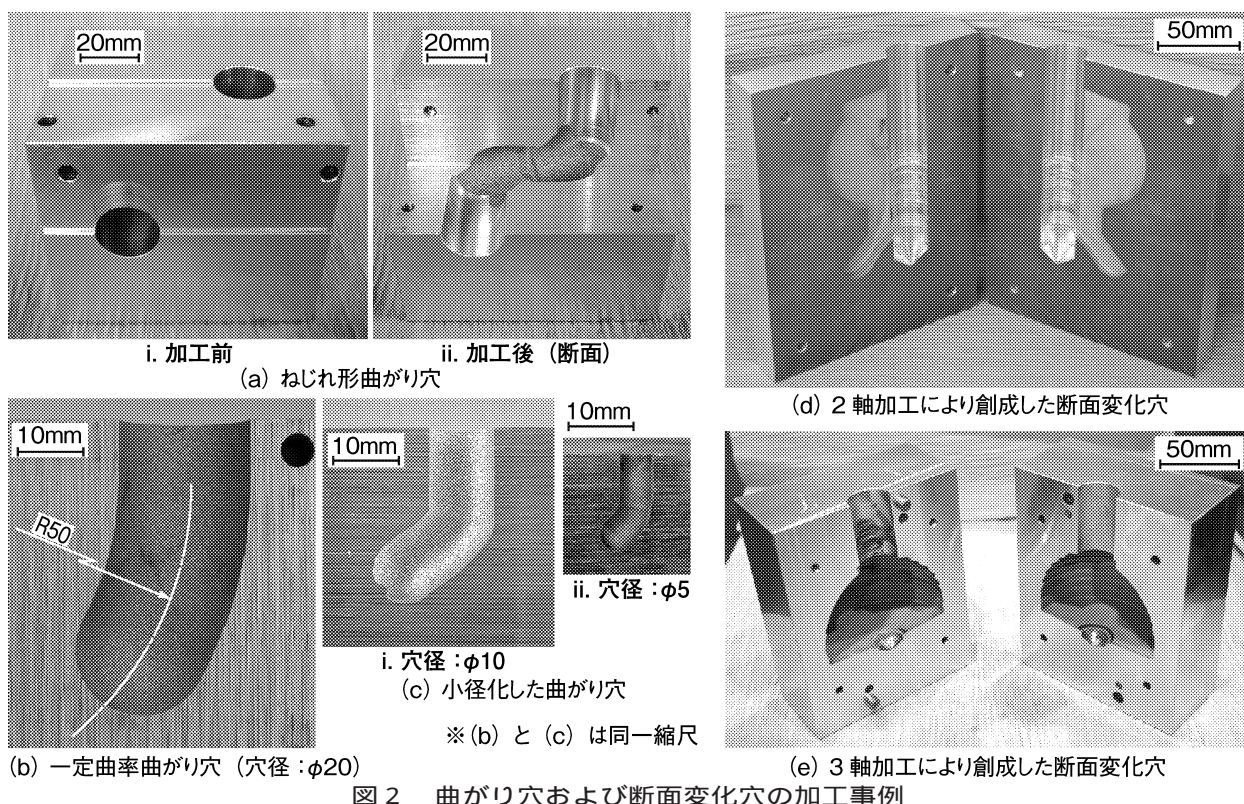 20mm
20mm
i. 加工前
ii. 加工後（断面）
(a) ねじれ形曲がり穴
10mm
R50
(b) 一定曲率曲がり穴（穴径：φ20）
10mm
i. 穴径：φ10
10mm
ii. 穴径：φ5
(c) 小径化した曲がり穴
※(b) と (c) は同一縮尺
50mm
(d) 2軸加工により創成した断面変化穴
50mm
(e) 3軸加工により創成した断面変化穴
図2　曲がり穴および断面変化穴の加工事例